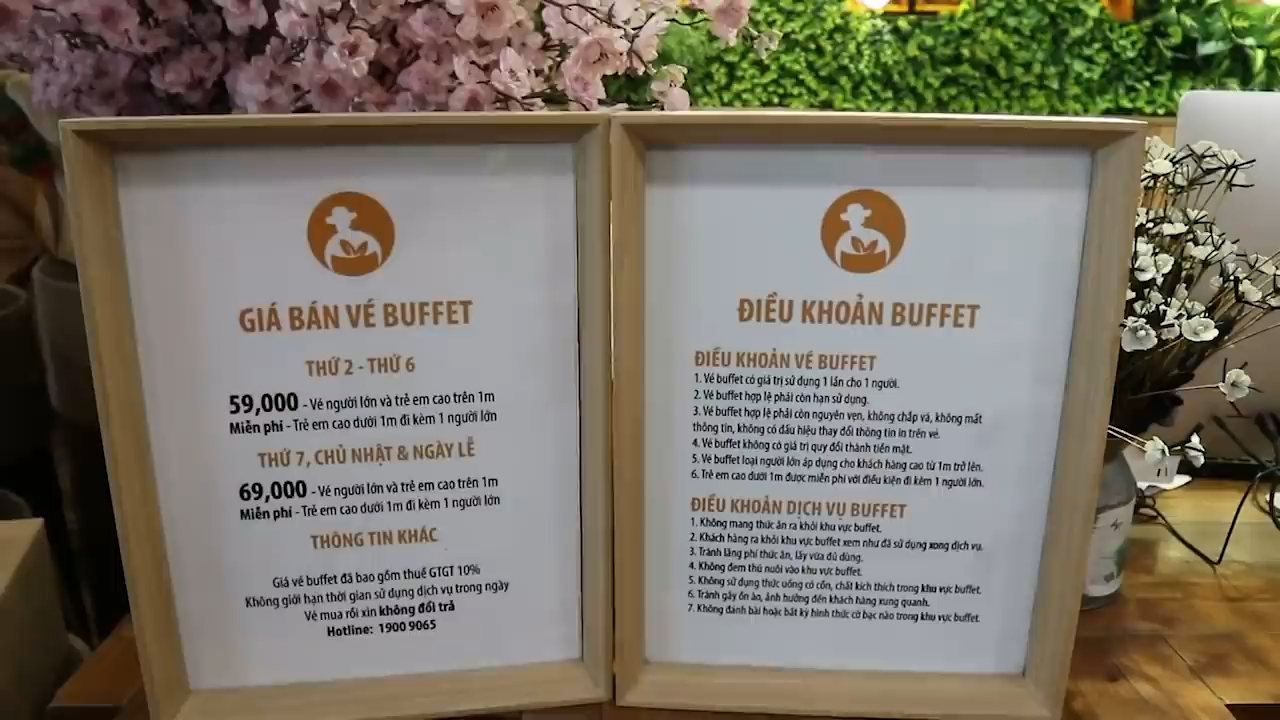 GIÁ BÁN VÉ BUFFET
THỨ 2 - THỨ 6
59,000 - Vé người lớn và trẻ em cao trên 1m
Miễn phí - Trẻ em cao dưới 1m đi kèm 1 người lớn
THỨ 7, CHỦ NHẬT & NGÀY LỄ
69,000 - Vé người lớn và trẻ em cao trên 1m
Miễn phí - Trẻ em cao dưới 1m đi kèm 1 người lớn
THÔNG TIN KHÁC
Giá vé buffet đã bao gồm thuế GTGT 10%
Không giới hạn thời gian sử dụng dịch vụ trong ngày
Vé mua rồi xin không đổi trả
Hotline: 1900 9065
ĐIỀU KHOẢN BUFFET
ĐIỀU KHOẢN VÉ BUFFET
1. Vé buffet có giá trị sử dụng 1 lần cho 1 người.
2. Vé buffet hợp lệ phải còn hạn sử dụng.
3. Vé buffet hợp lệ phải còn nguyên vẹn, không chắp vá, không mất
thông tin, không có dấu hiệu thay đổi thông tin in trên vé.
4. Vé buffet không có giá trị quy đổi thành tiền mặt.
5. Vé buffet loại người lớn áp dụng cho khách hàng cao từ 1m trở lên.
6. Trẻ em cao dưới 1m được miễn phí với điều kiện đi kèm 1 người lớn.
ĐIỀU KHOẢN DỊCH VỤ BUFFET
1. Không mang thức ăn ra khỏi khu vực buffet.
2. Khách hàng ra khỏi khu vực buffet xem như đã sử dụng xong dịch vụ.
3. Tránh lãng phí thức ăn, lấy vừa đủ dùng.
4. Không đem thú nuôi vào khu vực buffet.
5. Không sử dụng thức uống có cồn, chất kích thích trong khu vực buffet.
6. Tránh gây ồn ào, ảnh hưởng đến khách hàng xung quanh.
7. Không đánh bài hoặc bất kỳ hình thức cờ bạc nào trong khu vực buffet.